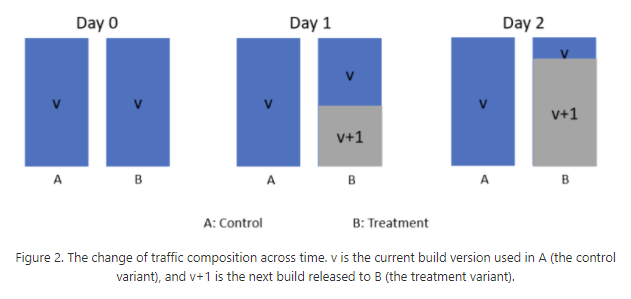 Day 0 Day 1 Day 2
v v v v v v
v+1 v+1
A B A B A B
A: Control B: Treatment
Figure 2. The change of traffic composition across time. v is the current build version used in A (the control
variant), and v+1 is the next build released to B (the treatment variant).